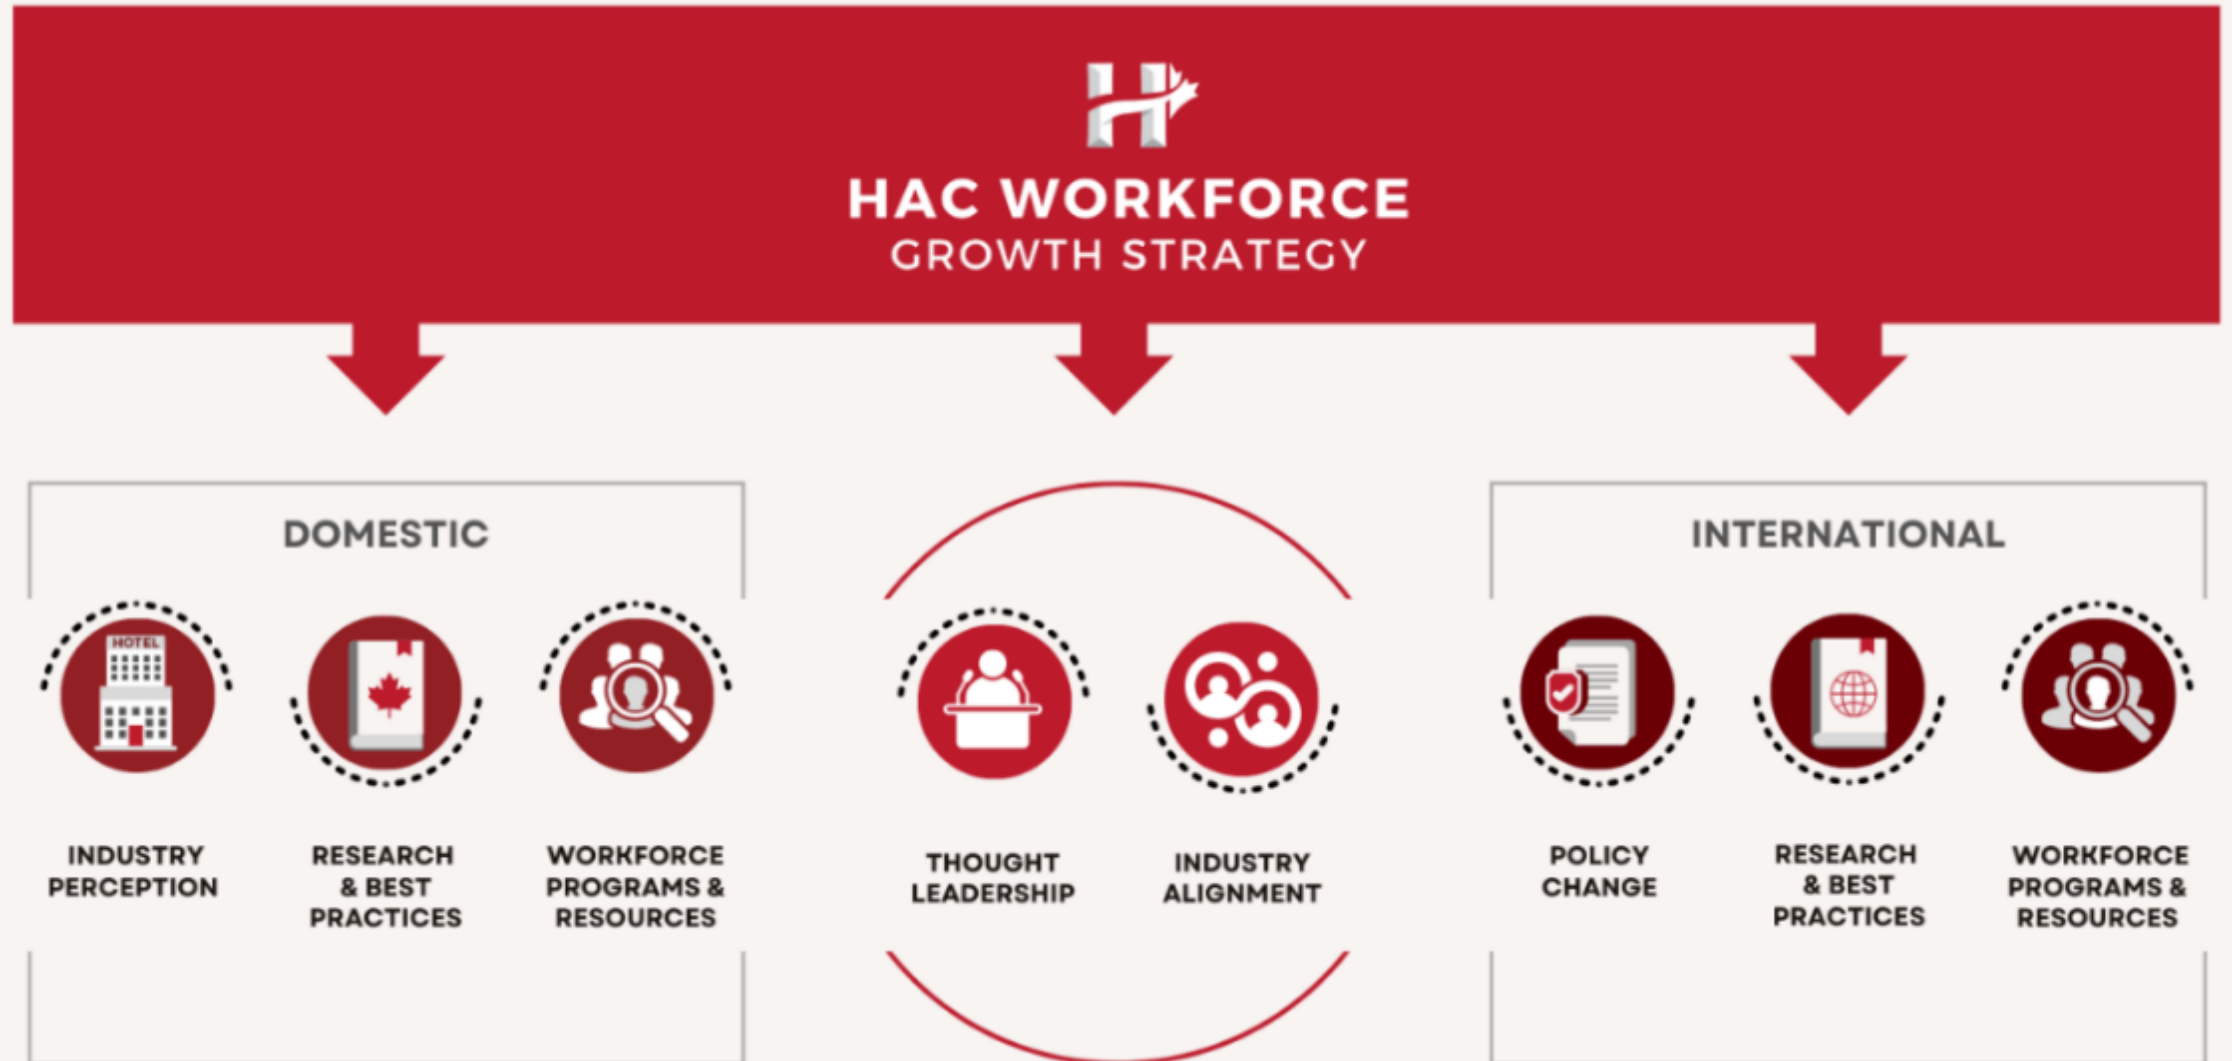 HAC WORKFORCE
GROWTH STRATEGY
DOMESTIC
HOTEL
INDUSTRY
PERCEPTION
RESEARCH
& BEST
PRACTICES
WORKFORCE
PROGRAMS &
RESOURCES
THOUGHT
LEADERSHIP
INDUSTRY
ALIGNMENT
INTERNATIONAL
POLICY
CHANGE
RESEARCH
& BEST
PRACTICES
WORKFORCE
PROGRAMS &
RESOURCES